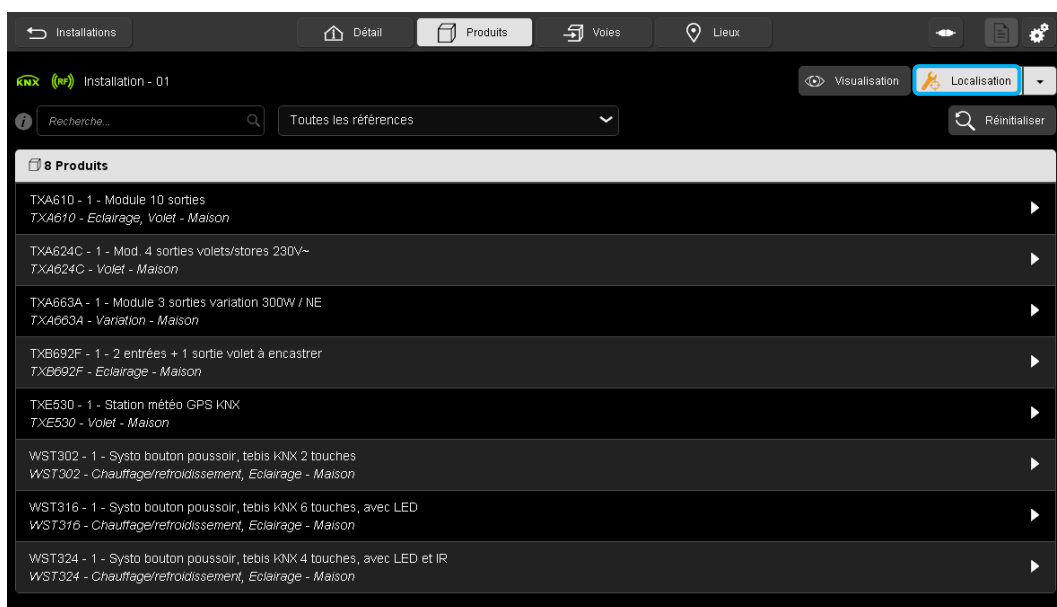 Installations
Détail
Produits
Voies
Lieux
KNX ((RF)) Installation - 01
Visualisation
Localisation
i
Recherche...
Toutes les références
Réinitialiser
8 Produits
TXA610 - 1 - Module 10 sorties
TXA610 - Eclairage, Volet - Maison
TXA624C - 1 - Mod. 4 sorties volets/stores 230V~
TXA624C - Volet - Maison
TXA663A - 1 - Module 3 sorties variation 300W / NE
TXA663A - Variation - Maison
TXB692F - 1 - 2 entrées + 1 sortie volet à encastrer
TXB692F - Eclairage - Maison
TXE530 - 1 - Station météo GPS KNX
TXE530 - Volet - Maison
WST302 - 1 - Systo bouton poussoir, tebis KNX 2 touches
WST302 - Chauffage/refroidissement, Eclairage - Maison
WST316 - 1 - Systo bouton poussoir, tebis KNX 6 touches, avec LED
WST316 - Chauffage/refroidissement, Eclairage - Maison
WST324 - 1 - Systo bouton poussoir, tebis KNX 4 touches, avec LED et IR
WST324 - Chauffage/refroidissement, Eclairage - Maison